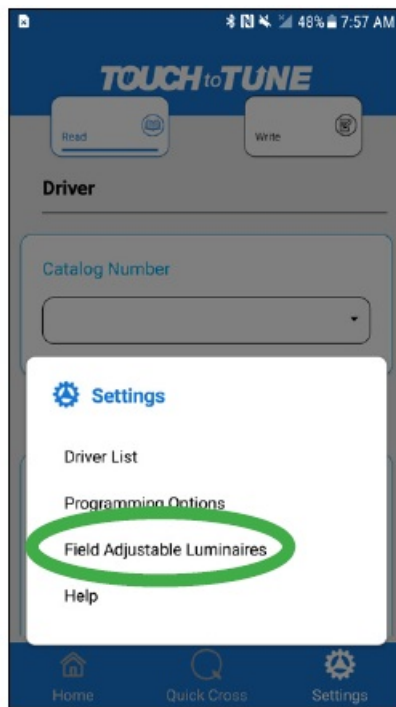 48% 7:57 AM
TOUCH to TUNE
Read Write
Driver
Catalog Number
Settings
Driver List
Programming Options
Field Adjustable Luminaires
Help
Home Quick Cross Settings